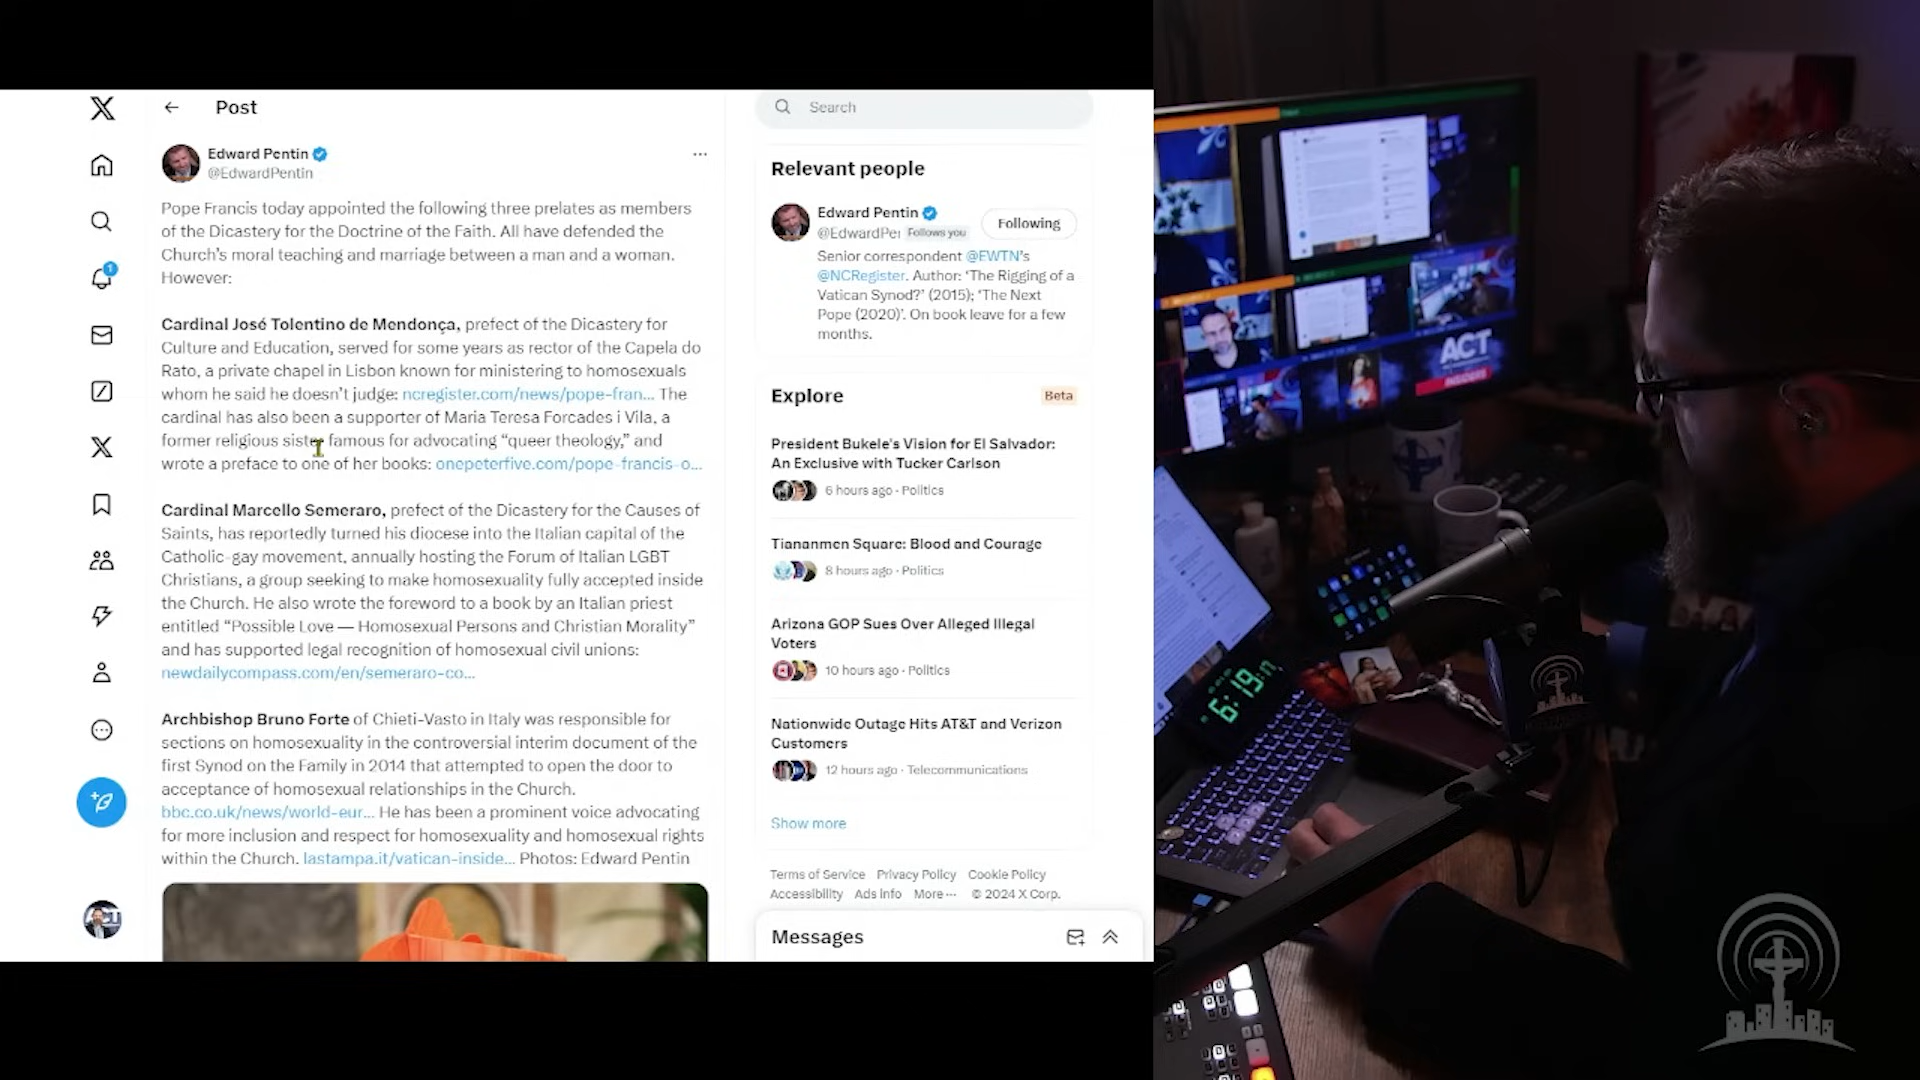 Post
Edward Pentin
@EdwardPentin
Pope Francis today appointed the following three prelates as members
of the Dicastery for the Doctrine of the Faith. All have defended the
Church's moral teaching and marriage between a man and a woman.
However:
Cardinal José Tolentino de Mendonça, prefect of the Dicastery for
Culture and Education, served for some years as rector of the Capela do
Rato, a private chapel in Lisbon known for ministering to homosexuals
whom he said he doesn't judge: ncregister.com/news/pope-fran... The
cardinal has also been a supporter of Maria Teresa Forcades i Vila, a
former religious sister famous for advocating "queer theology," and
wrote a preface to one of her books: onepeterfive.com/pope-francis-o...
Cardinal Marcello Semeraro, prefect of the Dicastery for the Causes of
Saints, has reportedly turned his diocese into the Italian capital of the
Catholic-gay movement, annually hosting the Forum of Italian LGBT
Christians, a group seeking to make homosexuality fully accepted inside
the Church. He also wrote the foreword to a book by an Italian priest
entitled "Possible Love — Homosexual Persons and Christian Morality"
and has supported legal recognition of homosexual civil unions:
newdailycompass.com/en/semeraro-co...
Archbishop Bruno Forte of Chieti-Vasto in Italy was responsible for
sections on homosexuality in the controversial interim document of the
first Synod on the Family in 2014 that attempted to open the door to
acceptance of homosexual relationships in the Church.
bbc.co.uk/news/world-eur... He has been a prominent voice advocating
for more inclusion and respect for homosexuality and homosexual rights
within the Church. lastampa.it/vatican-inside... Photos: Edward Pentin
Search
Relevant people
Edward Pentin
@EdwardPe Follows you
Following
Senior correspondent @EWTN's
@NCRegister. Author: 'The Rigging of a
Vatican Synod?' (2015); 'The Next
Pope (2020)'. On book leave for a few
months.
Explore
Beta
President Bukele's Vision for El Salvador:
An Exclusive with Tucker Carlson
6 hours ago · Politics
Tiananmen Square: Blood and Courage
8 hours ago · Politics
Arizona GOP Sues Over Alleged Illegal
Voters
10 hours ago · Politics
Nationwide Outage Hits AT&T and Verizon
Customers
12 hours ago · Telecommunications
Show more
Terms of Service Privacy Policy Cookie Policy
Accessibility Ads info More ··· © 2024 X Corp.
Messages
1
ACT
6:19